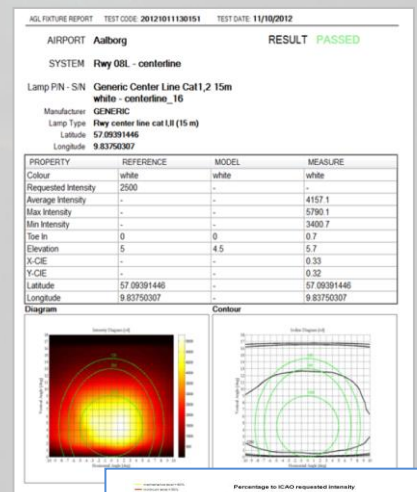 AGL FIXTURE REPORT TEST CODE: 20121011130151 TEST DATE: 11/10/2012
AIRPORT Aalborg RESULT PASSED
SYSTEM Rwy 08L - centerline
Lamp P/N - S/N Generic Center Line Cat1,2 15m
white - centerline_16
Manufacturer GENERIC
Lamp Type Rwy center line cat I,II (15 m)
Latitude 57.09391446
Longitude 9.83750307
PROPERTY REFERENCE MODEL MEASURE
Colour white white white
Requested Intensity 2500 - -
Average Intensity - - 4157.1
Max Intensity - - 5790.1
Min Intensity - - 3400.7
Toe In 0 0 0.7
Elevation 5 4.5 5.7
X-CIE - - 0.33
Y-CIE - - 0.32
Latitude 57.09391446 - 57.09391446
Longitude 9.83750307 - 9.83750307
Diagram Contour
Percentage to ICAO requested intensity